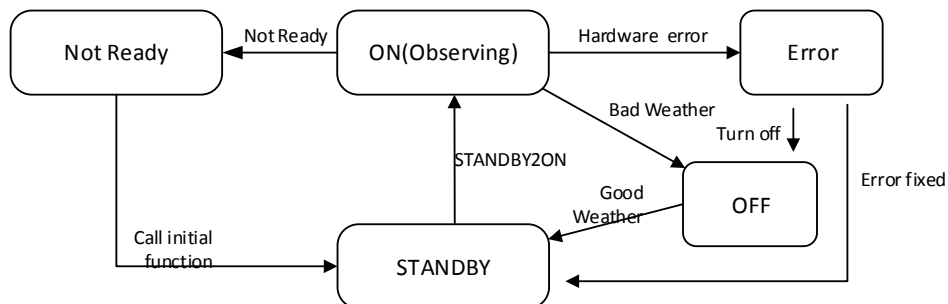 Not Ready
Not Ready
ON(Observing)
Hardware error
Error
Bad Weather
Turn off
STANDBY2ON
Error fixed
Good
Weather
OFF
Call initial
function
STANDBY